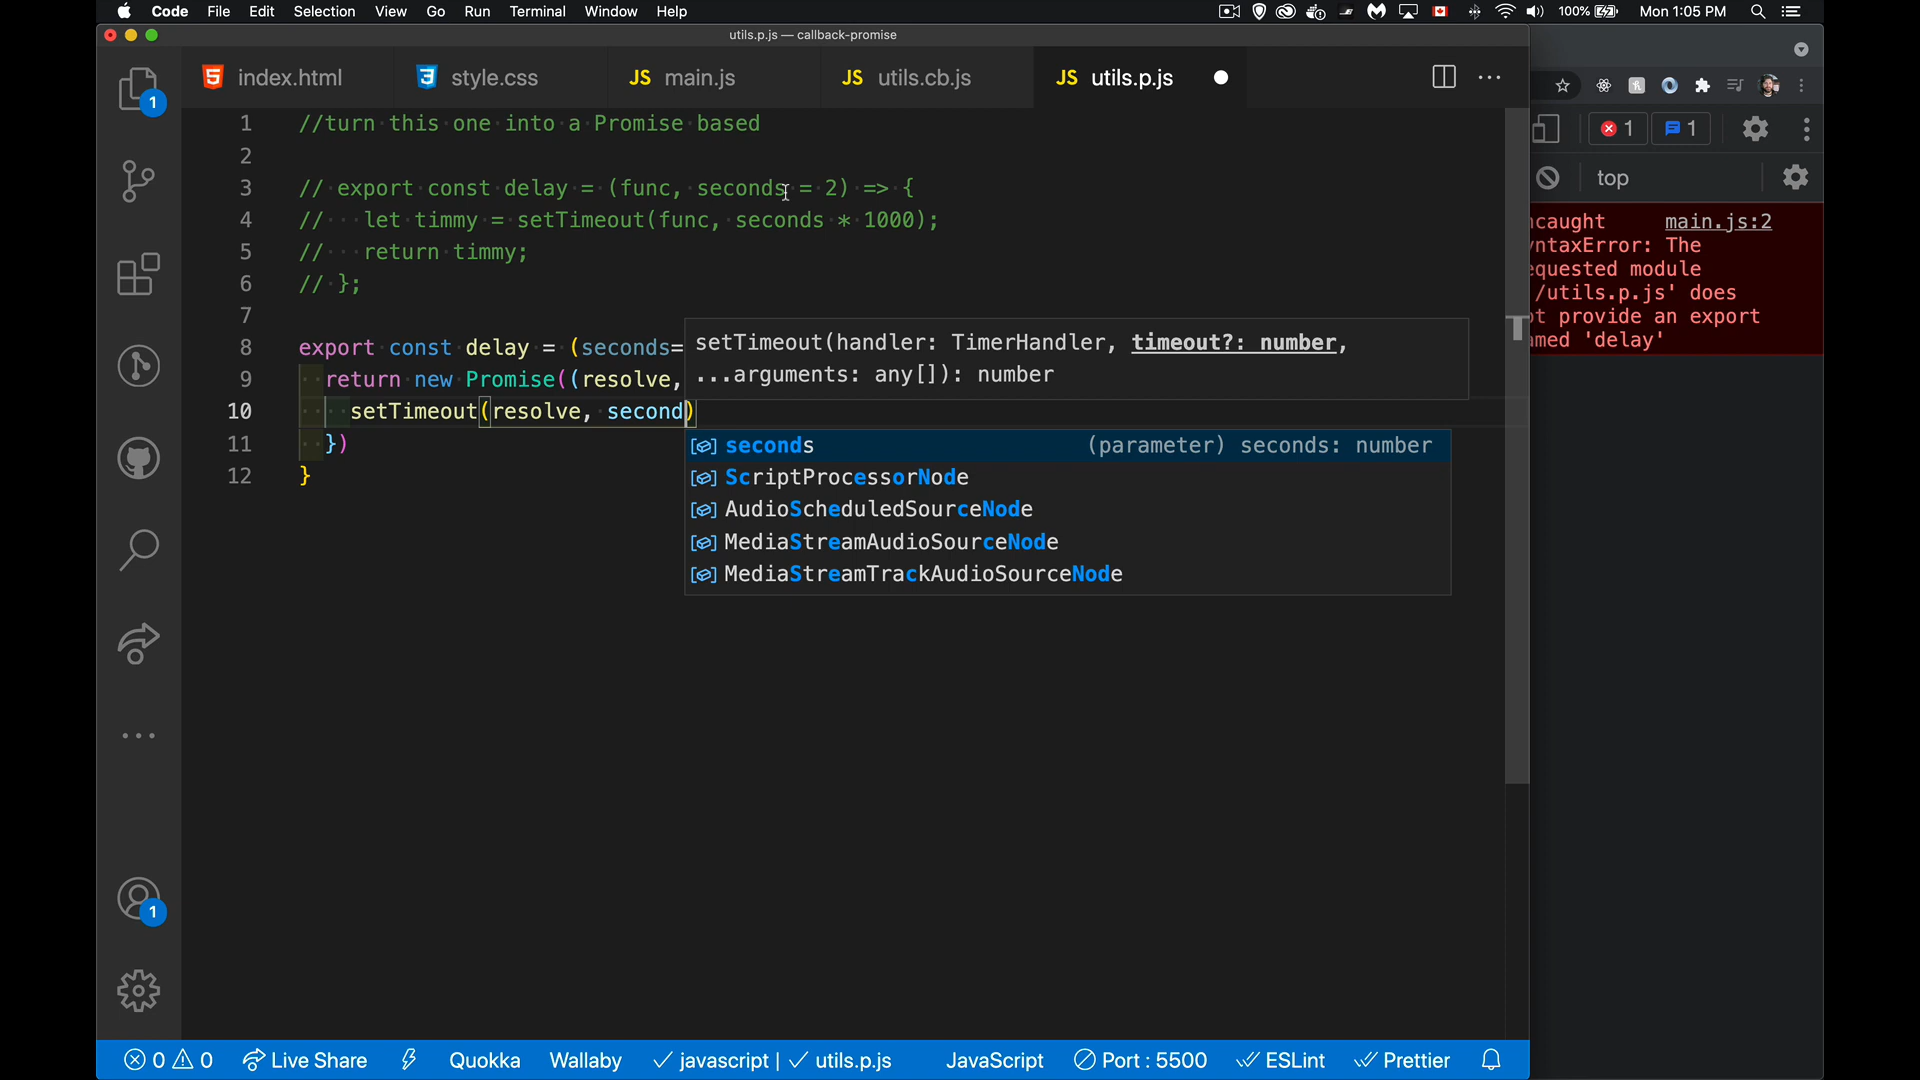 Code File Edit Selection View Go Run Terminal Window Help 100% Mon 1:05 PM
utils.p.js — callback-promise
index.html style.css JS main.js JS utils.cb.js JS utils.p.js
1 //turn this one into a Promise based
2
3 // export const delay = (func, seconds = 2) => {
4 // let timmy = setTimeout(func, seconds * 1000);
5 // return timmy;
6 // };
7
8 export const delay = (seconds=
9 return new Promise((resolve,
10 setTimeout(resolve, second)
11 })
12 }
setTimeout(handler: TimerHandler, timeout?: number,
...arguments: any[]): number
seconds (parameter) seconds: number
ScriptProcessorNode
AudioScheduledSourceNode
MediaStreamAudioSourceNode
MediaStreamTrackAudioSourceNode
1
1
1 1
top
ncaught main.js:2
ntaxError: The
equested module
/utils.p.js' does
ot provide an export
amed 'delay'
0 0 Live Share Quokka Wallaby javascript | utils.p.js JavaScript Port : 5500 ESLint Prettier